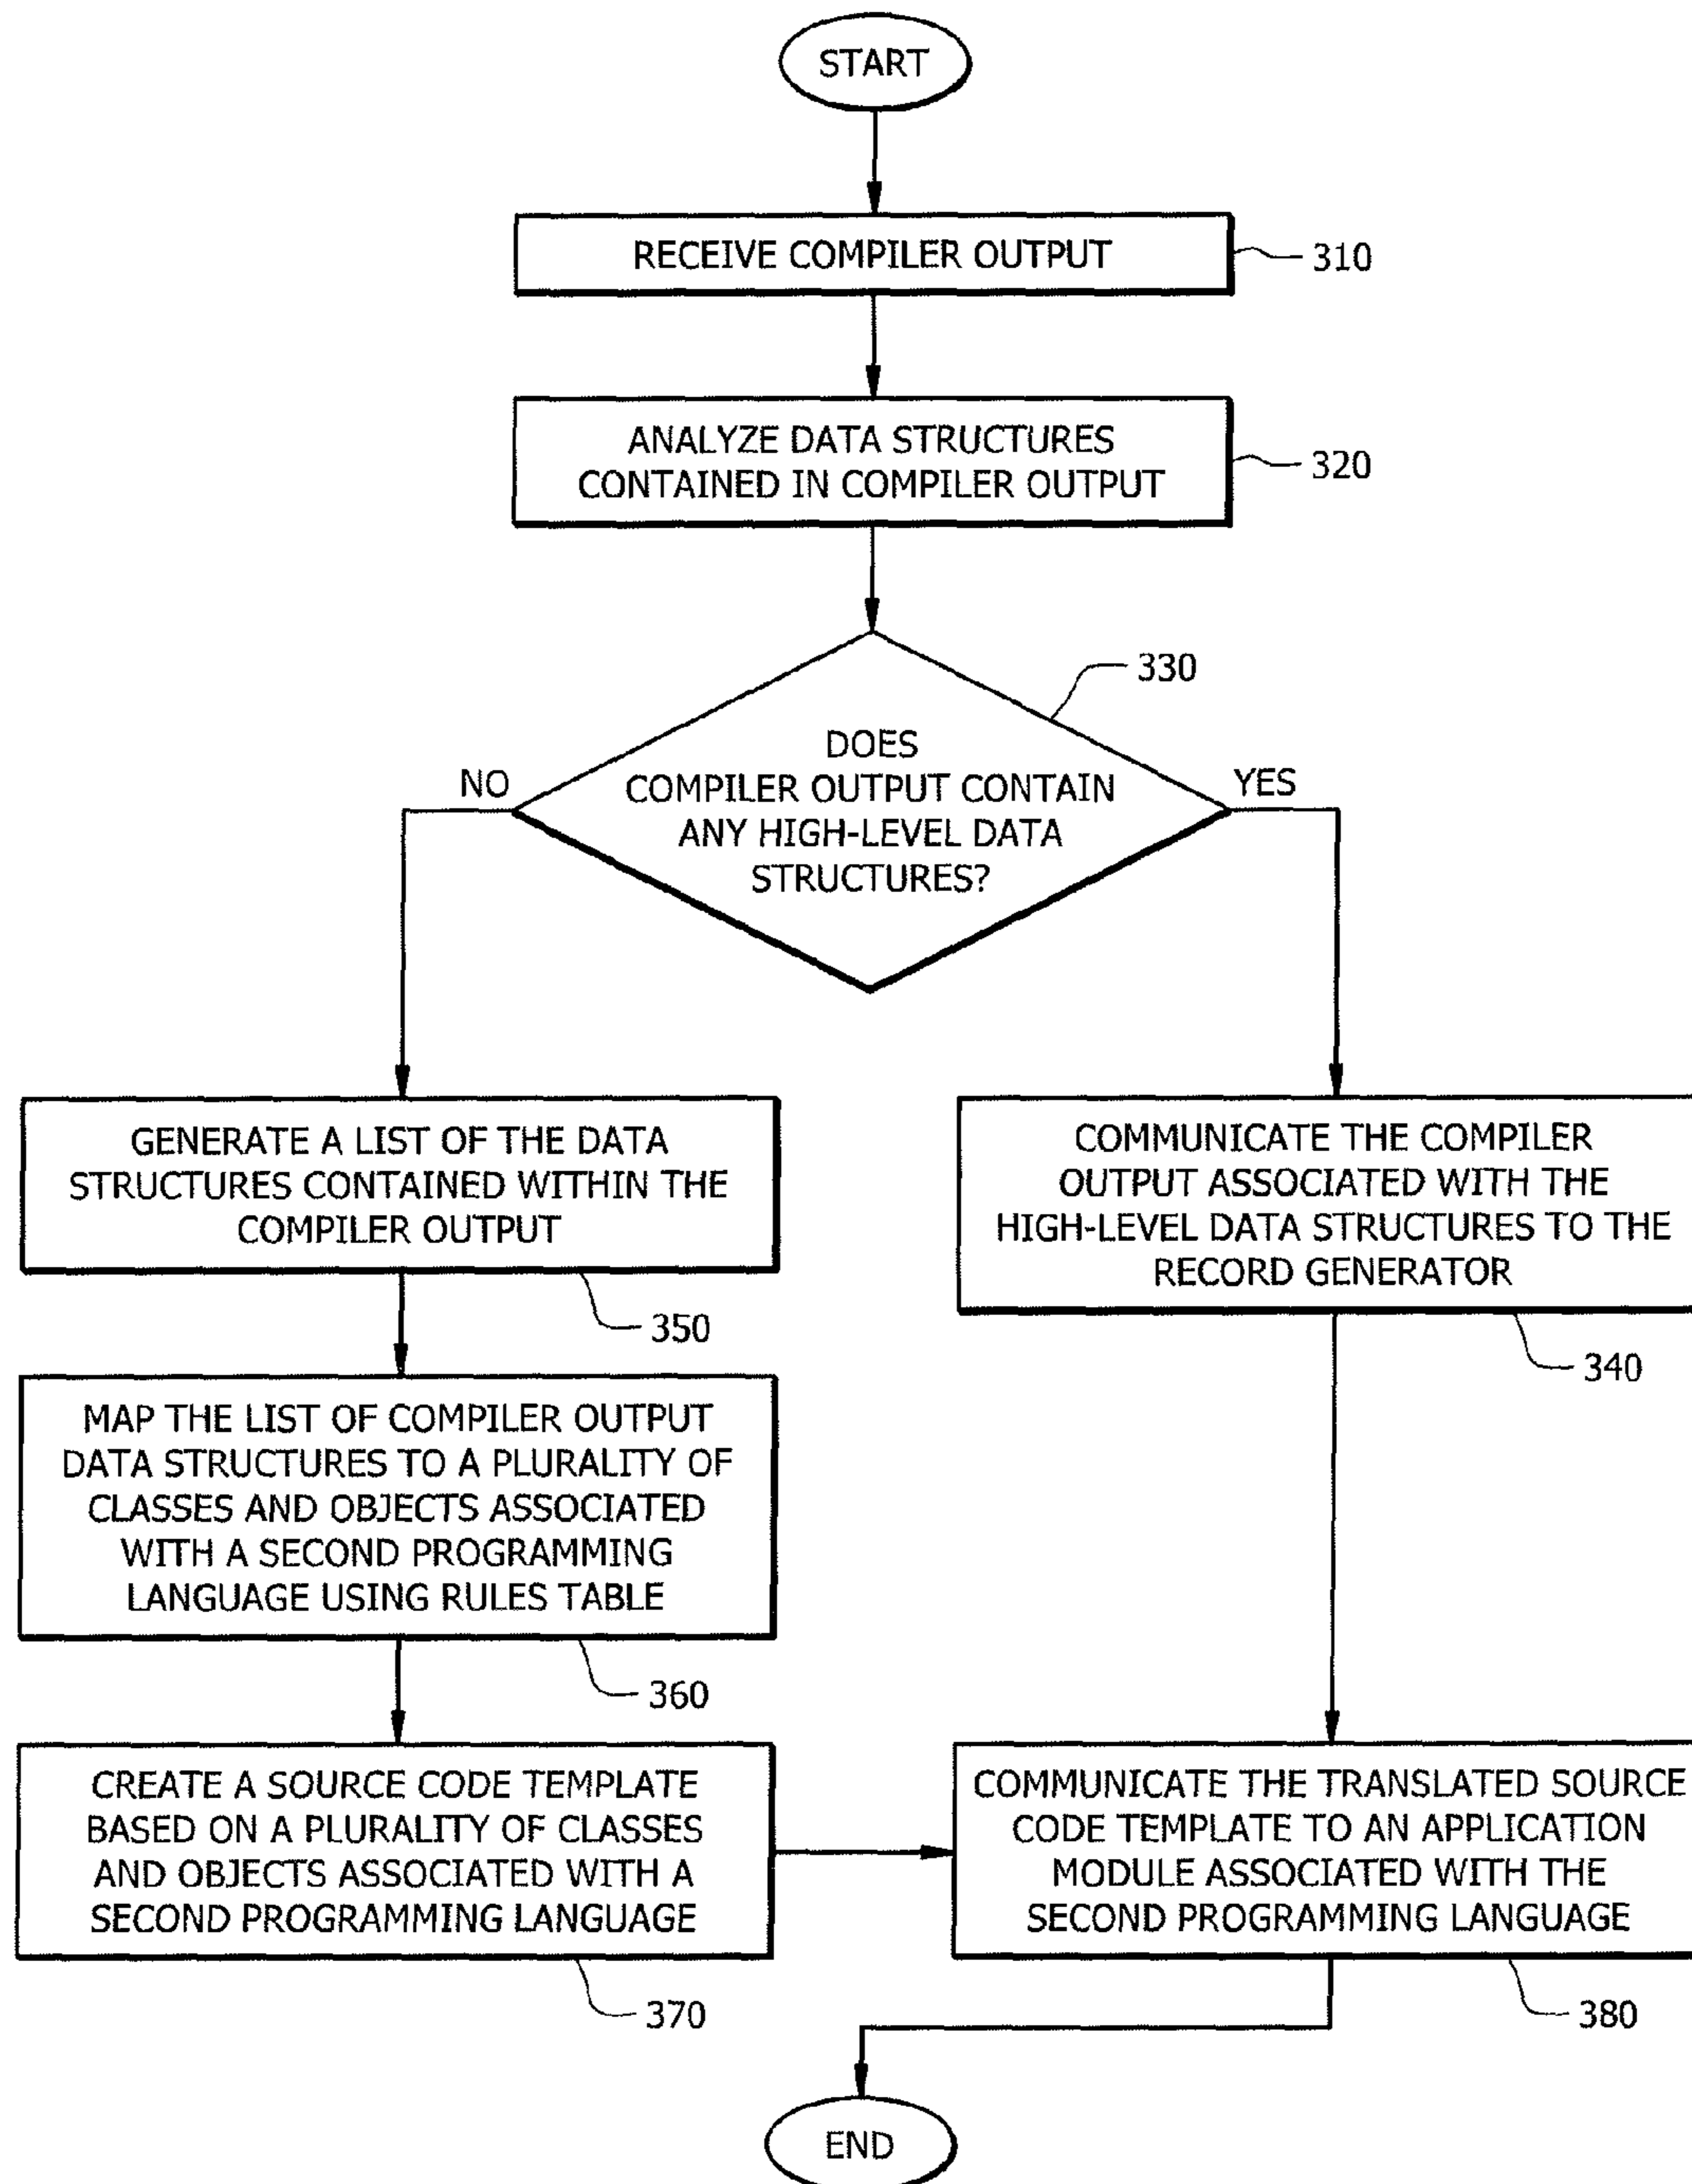 START
RECEIVE COMPILER OUTPUT
310
ANALYZE DATA STRUCTURES
CONTAINED IN COMPILER OUTPUT
320
330
DOES
COMPILER OUTPUT CONTAIN
ANY HIGH-LEVEL DATA
STRUCTURES?
NO
YES
GENERATE A LIST OF THE DATA
STRUCTURES CONTAINED WITHIN THE
COMPILER OUTPUT
350
COMMUNICATE THE COMPILER
OUTPUT ASSOCIATED WITH THE
HIGH-LEVEL DATA STRUCTURES TO THE
RECORD GENERATOR
340
MAP THE LIST OF COMPILER OUTPUT
DATA STRUCTURES TO A PLURALITY OF
CLASSES AND OBJECTS ASSOCIATED
WITH A SECOND PROGRAMMING
LANGUAGE USING RULES TABLE
360
CREATE A SOURCE CODE TEMPLATE
BASED ON A PLURALITY OF CLASSES
AND OBJECTS ASSOCIATED WITH A
SECOND PROGRAMMING LANGUAGE
370
COMMUNICATE THE TRANSLATED SOURCE
CODE TEMPLATE TO AN APPLICATION
MODULE ASSOCIATED WITH THE
SECOND PROGRAMMING LANGUAGE
380
END